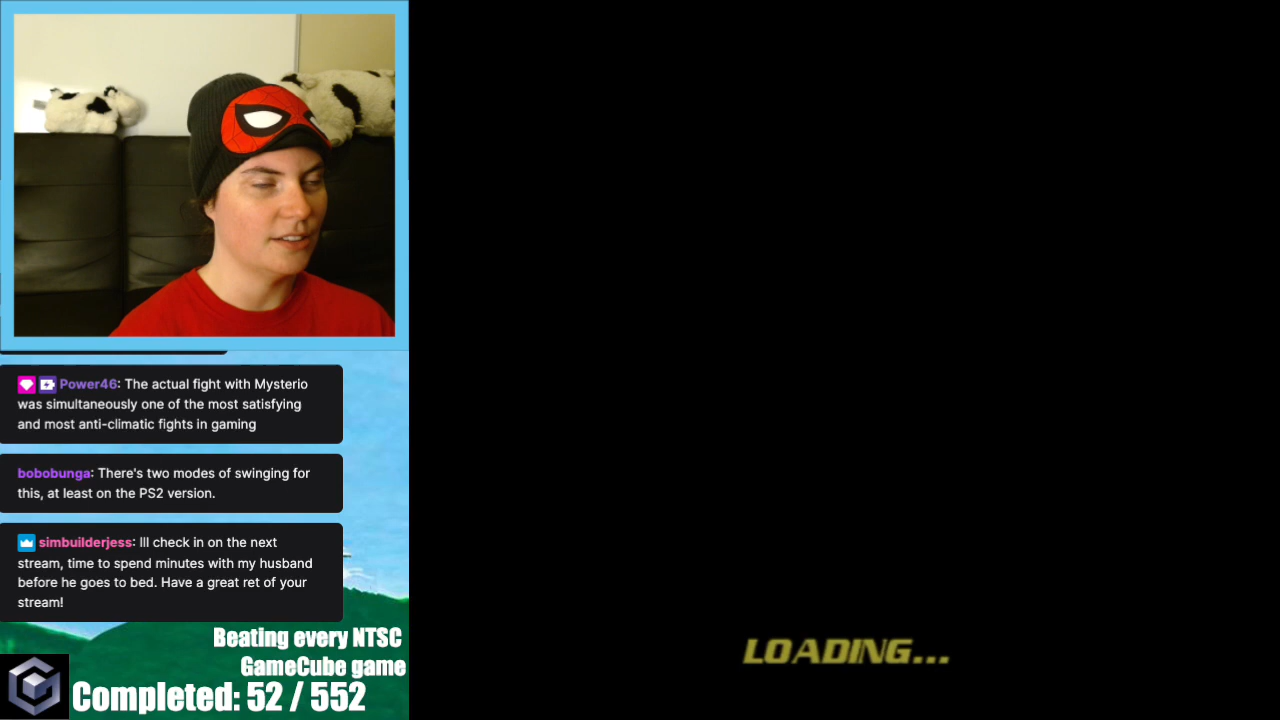 Power46: The actual fight with Mysterio
was simultaneously one of the most satisfying
and most anti-climatic fights in gaming
bobobunga: There's two modes of swinging for
this, at least on the PS2 version.
simbuilderjess: Ill check in on the next
stream, time to spend minutes with my husband
before he goes to bed. Have a great ret of your
stream!
Beating every NTSC
GameCube game
Completed: 52 / 552
LOADING...